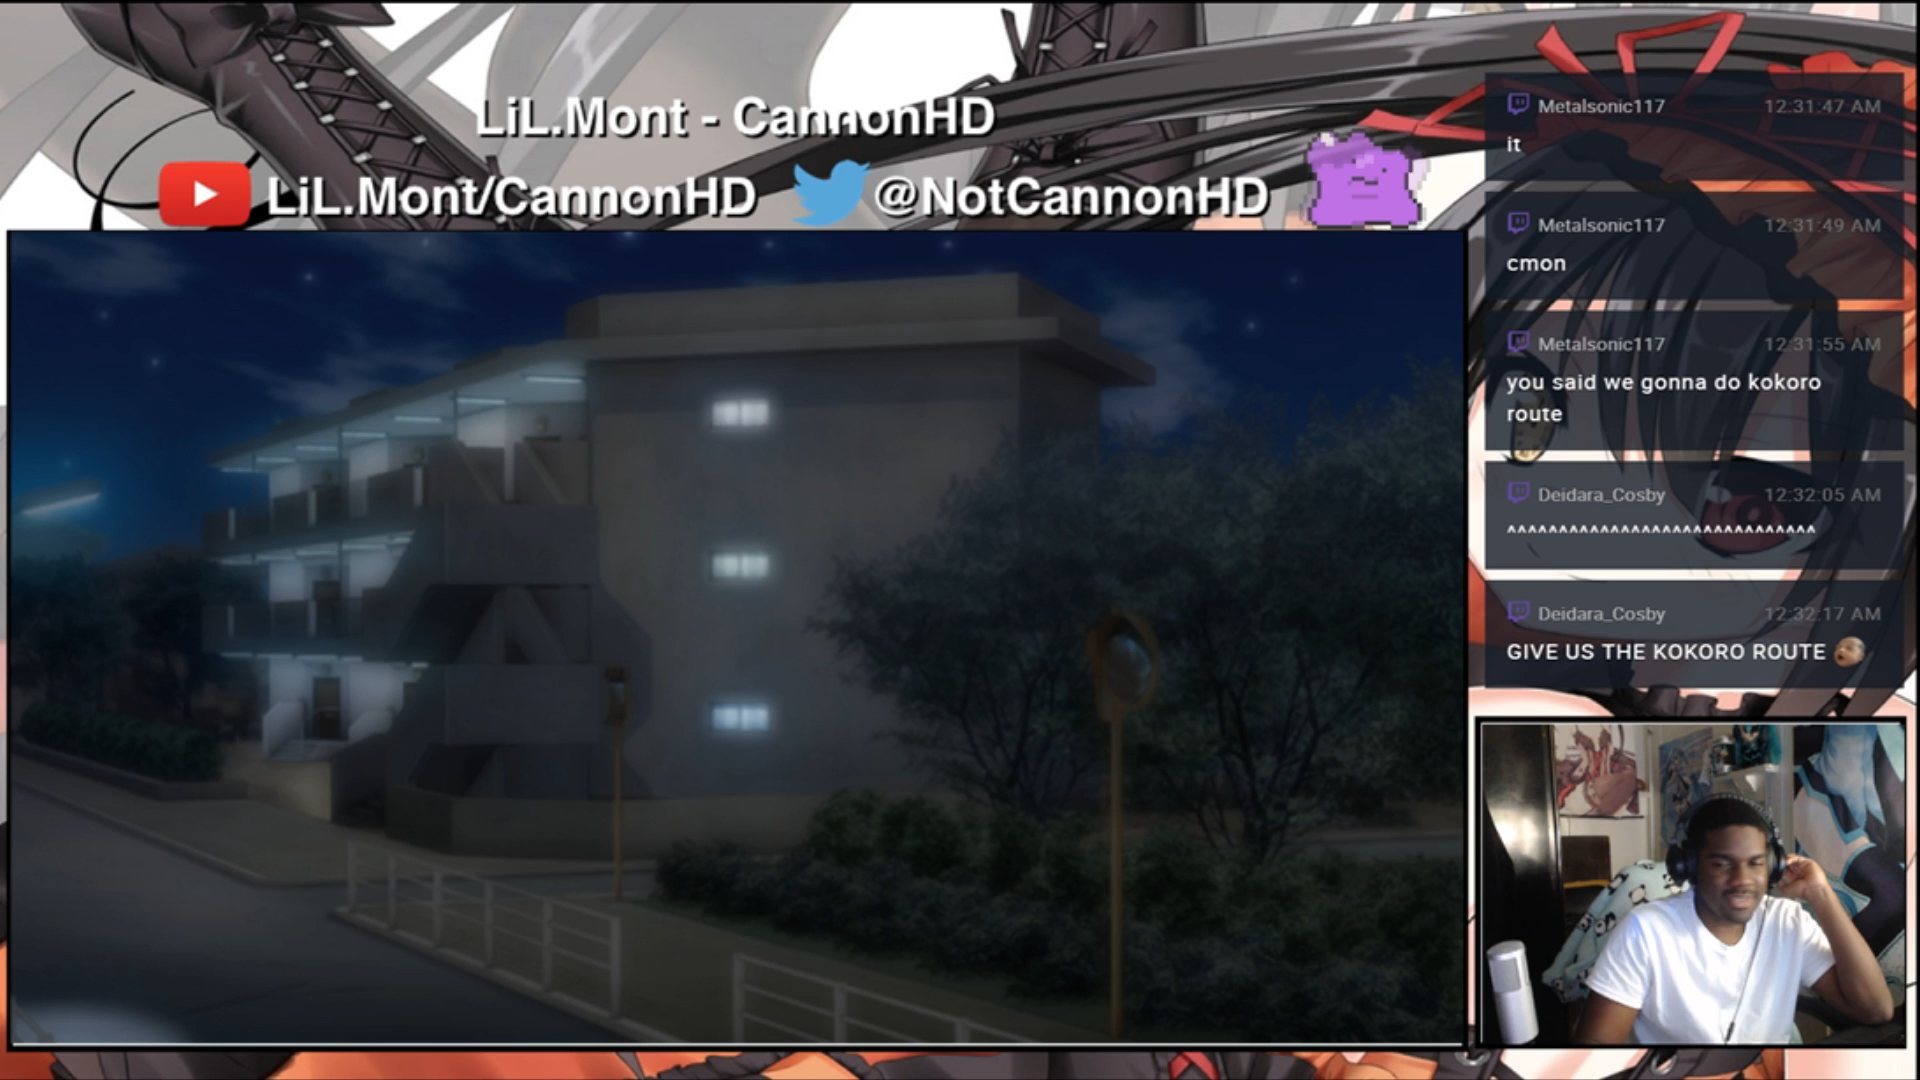 LiL.Mont - CannonHD
LiL.Mont/CannonHD
@NotCannonHD
Metalsonic117 12:31:47 AM
it
Metalsonic117 12:31:49 AM
cmon
Metalsonic117 12:31:55 AM
you said we gonna do kokoro
route
Deidara_Cosby 12:32:05 AM
^^^^^^^^^^^^^^^^^^^^^^^^^^^^^^
Deidara_Cosby 12:32:17 AM
GIVE US THE KOKORO ROUTE